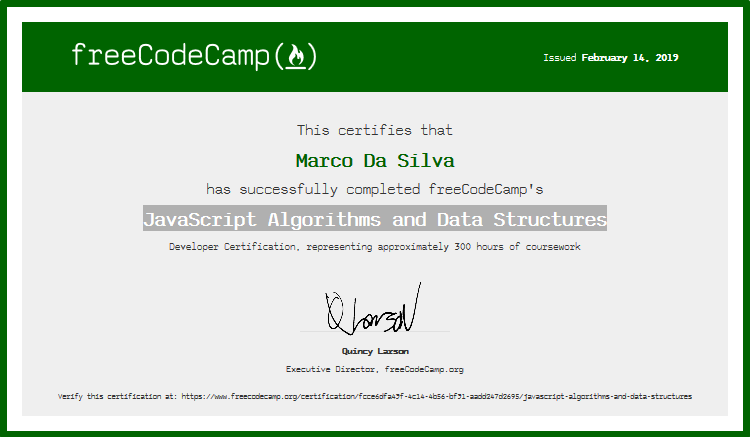 freeCodeCamp(🔥)
Issued February 14, 2019
This certifies that
Marco Da Silva
has successfully completed freeCodeCamp's
JavaScript Algorithms and Data Structures
Developer Certification, representing approximately 300 hours of coursework
Quincy Larson
Executive Director, freeCodeCamp.org
Verify this certification at: https://www.freecodecamp.org/certification/fcce6dfa43f-4c14-4b56-bf31-aadd247d2695/javascript-algorithms-and-data-structures